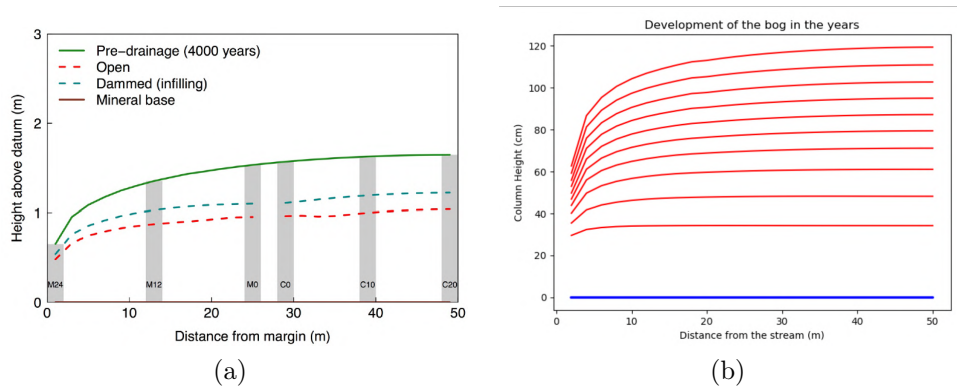 3
2
1
0
Height above datum (m)
Pre−drainage (4000 years)
Open
Dammed (infilling)
Mineral base
M24
M12
M0
C0
C10
C20
0
10
20
30
40
50
Distance from margin (m)
(a)
Development of the bog in the years
120
100
80
60
40
20
0
Column Height (cm)
0
10
20
30
40
50
Distance from the stream (m)
(b)